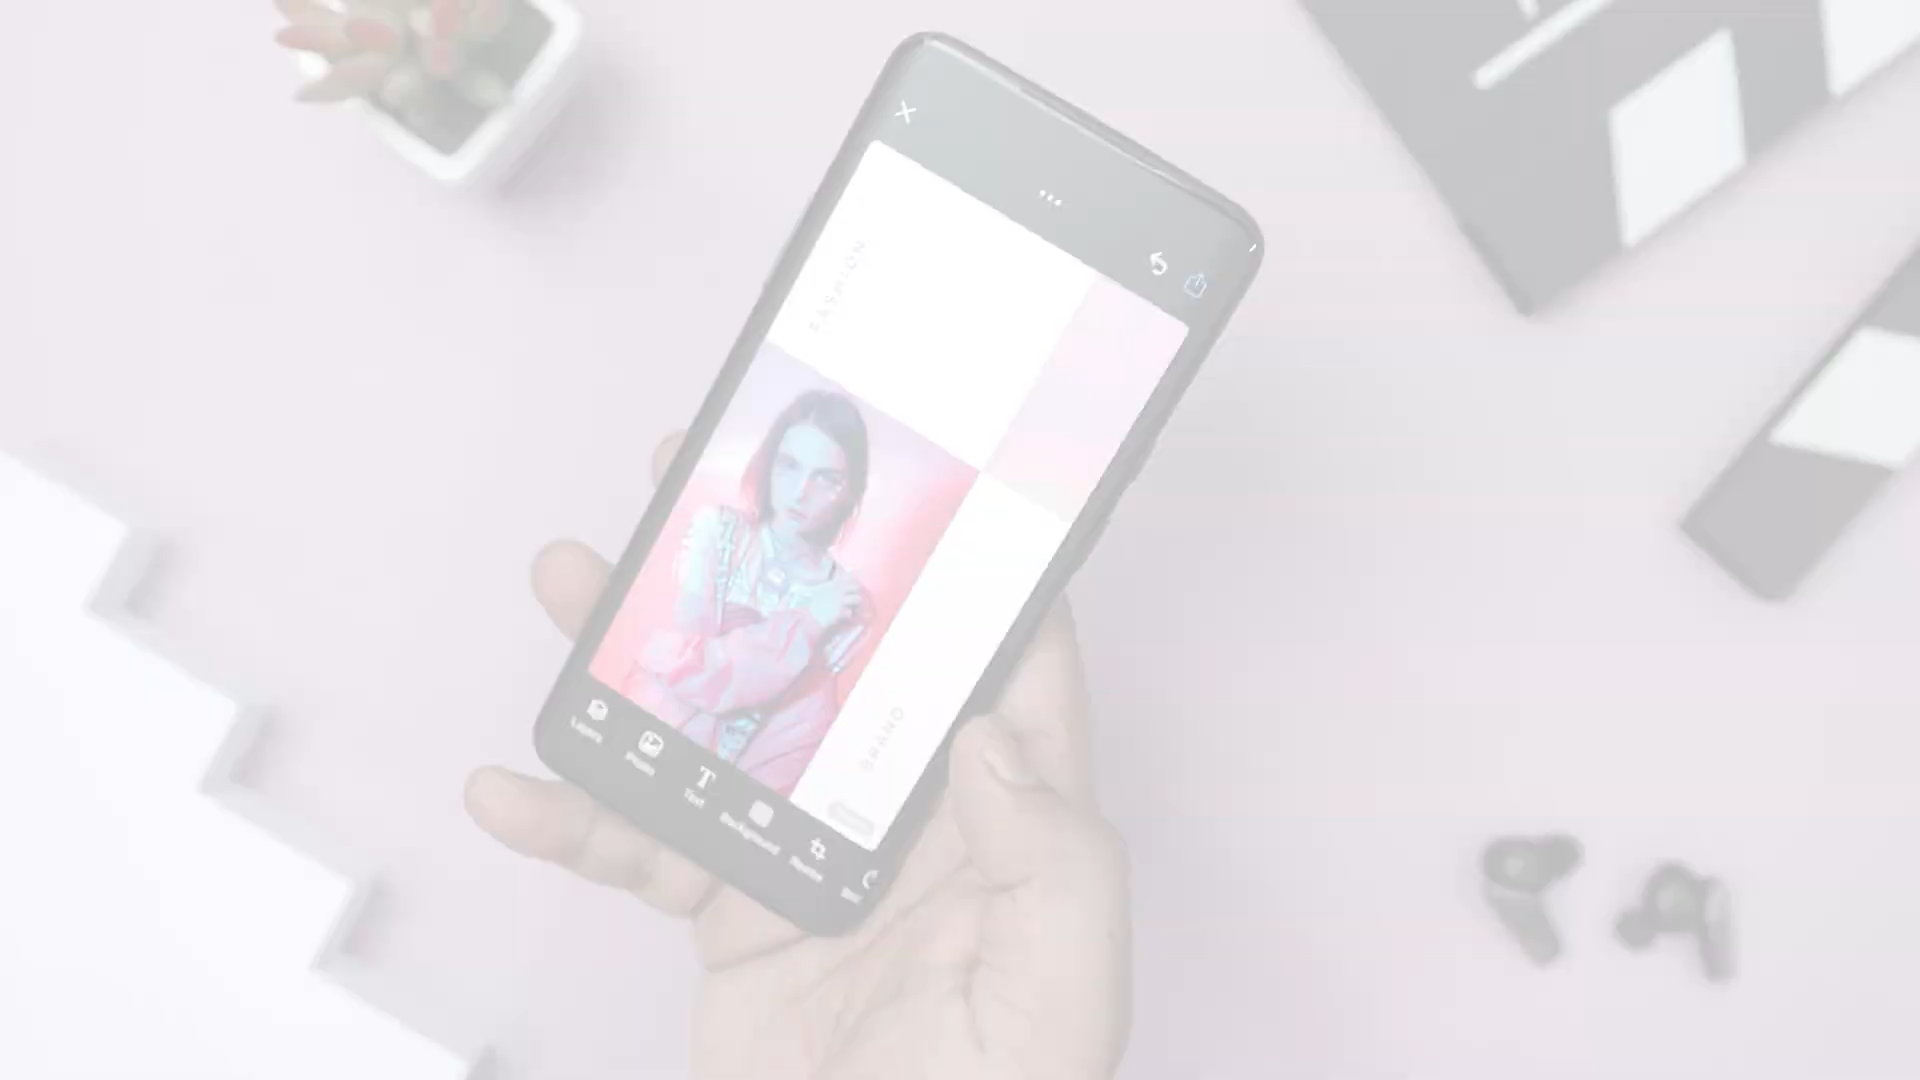 FASHION
BRAND
Layers
Photo
Text
Background
Resize